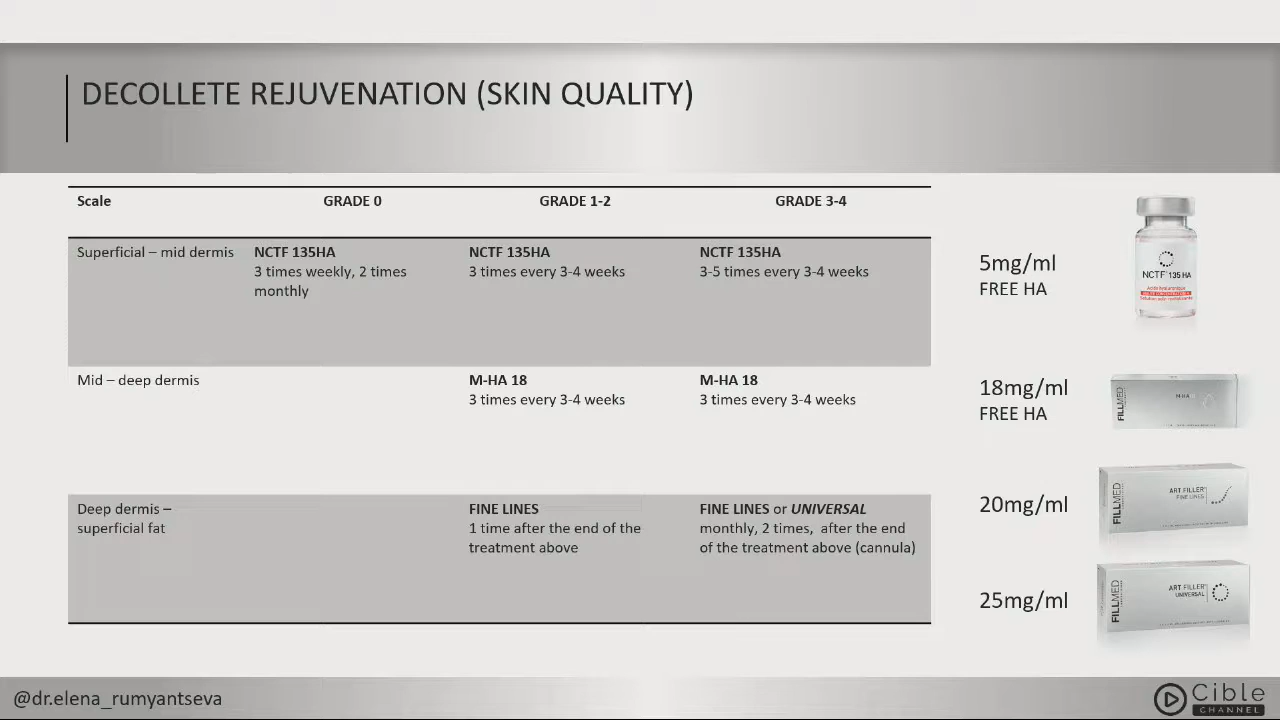 DECOLLETE REJUVENATION (SKIN QUALITY)
Scale GRADE 0 GRADE 1-2 GRADE 3-4
Superficial – mid dermis
NCTF 135HA
3 times weekly, 2 times
monthly
NCTF 135HA
3 times every 3-4 weeks
NCTF 135HA
3-5 times every 3-4 weeks
Mid – deep dermis
M-HA 18
3 times every 3-4 weeks
M-HA 18
3 times every 3-4 weeks
Deep dermis –
superficial fat
FINE LINES
1 time after the end of the
treatment above
FINE LINES or UNIVERSAL
monthly, 2 times, after the end
of the treatment above (cannula)
5mg/ml
FREE HA
NCTF 135 HA
Acide hyaluronique
18mg/ml
FREE HA
FILLMED
M-HA
20mg/ml
FILLMED
ART FILLER
FINE LINES
25mg/ml
FILLMED
ART FILLER
UNIVERSAL
@dr.elena_rumyantseva
Cible
CHANNEL